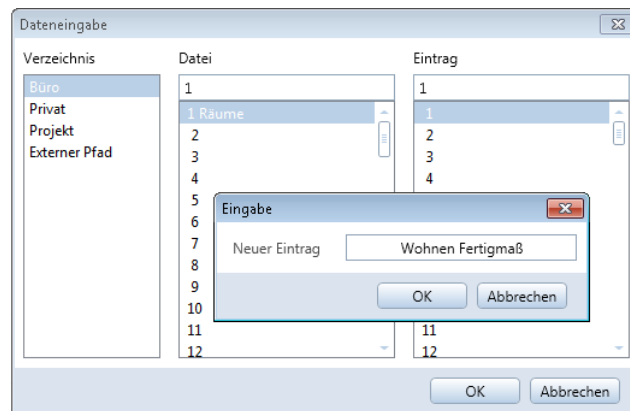 Dateneingabe
Verzeichnis
Datei
Eintrag
1
1
Büro
Privat
Projekt
Externer Pfad
1 Räume
2
3
4
5
6
7
8
9
10
11
12
1
2
3
4
11
12
Eingabe
Neuer Eintrag
Wohnen Fertigmaß
OK
Abbrechen
OK
Abbrechen